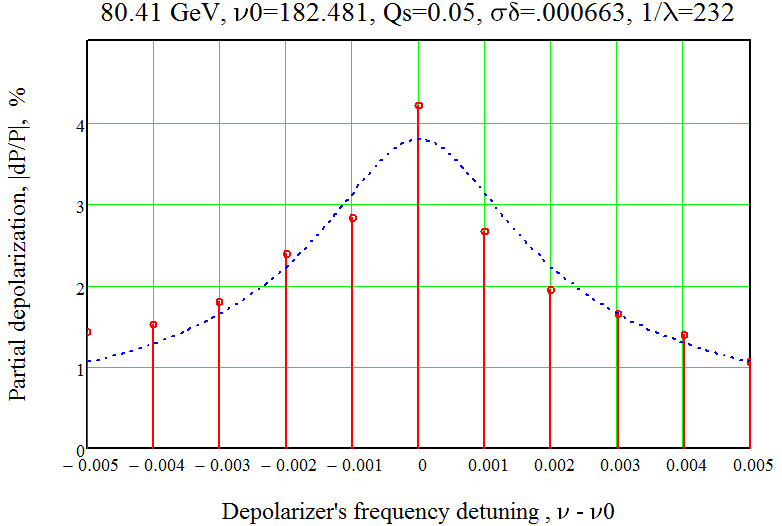 80.41 GeV, ν0=182.481, Qs=0.05, σδ=.000663, 1/λ=232
Partial depolarization, |dP/P|, %
4
3
2
1
0
− 0.005 − 0.004 − 0.003 − 0.002 − 0.001 0 0.001 0.002 0.003 0.004 0.005
Depolarizer's frequency detuning , ν - ν0